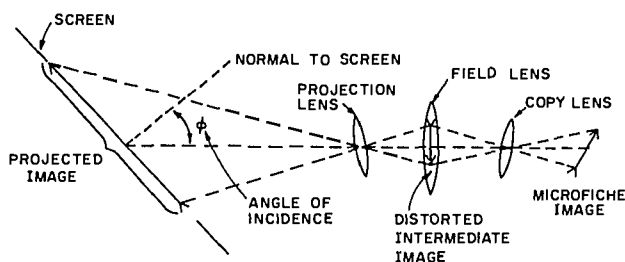 SCREEN
NORMAL TO SCREEN
PROJECTION
LENS
FIELD LENS
COPY LENS
ϕ
PROJECTED
IMAGE
ANGLE OF
INCIDENCE
DISTORTED
INTERMEDIATE
IMAGE
MICROFICHE
IMAGE